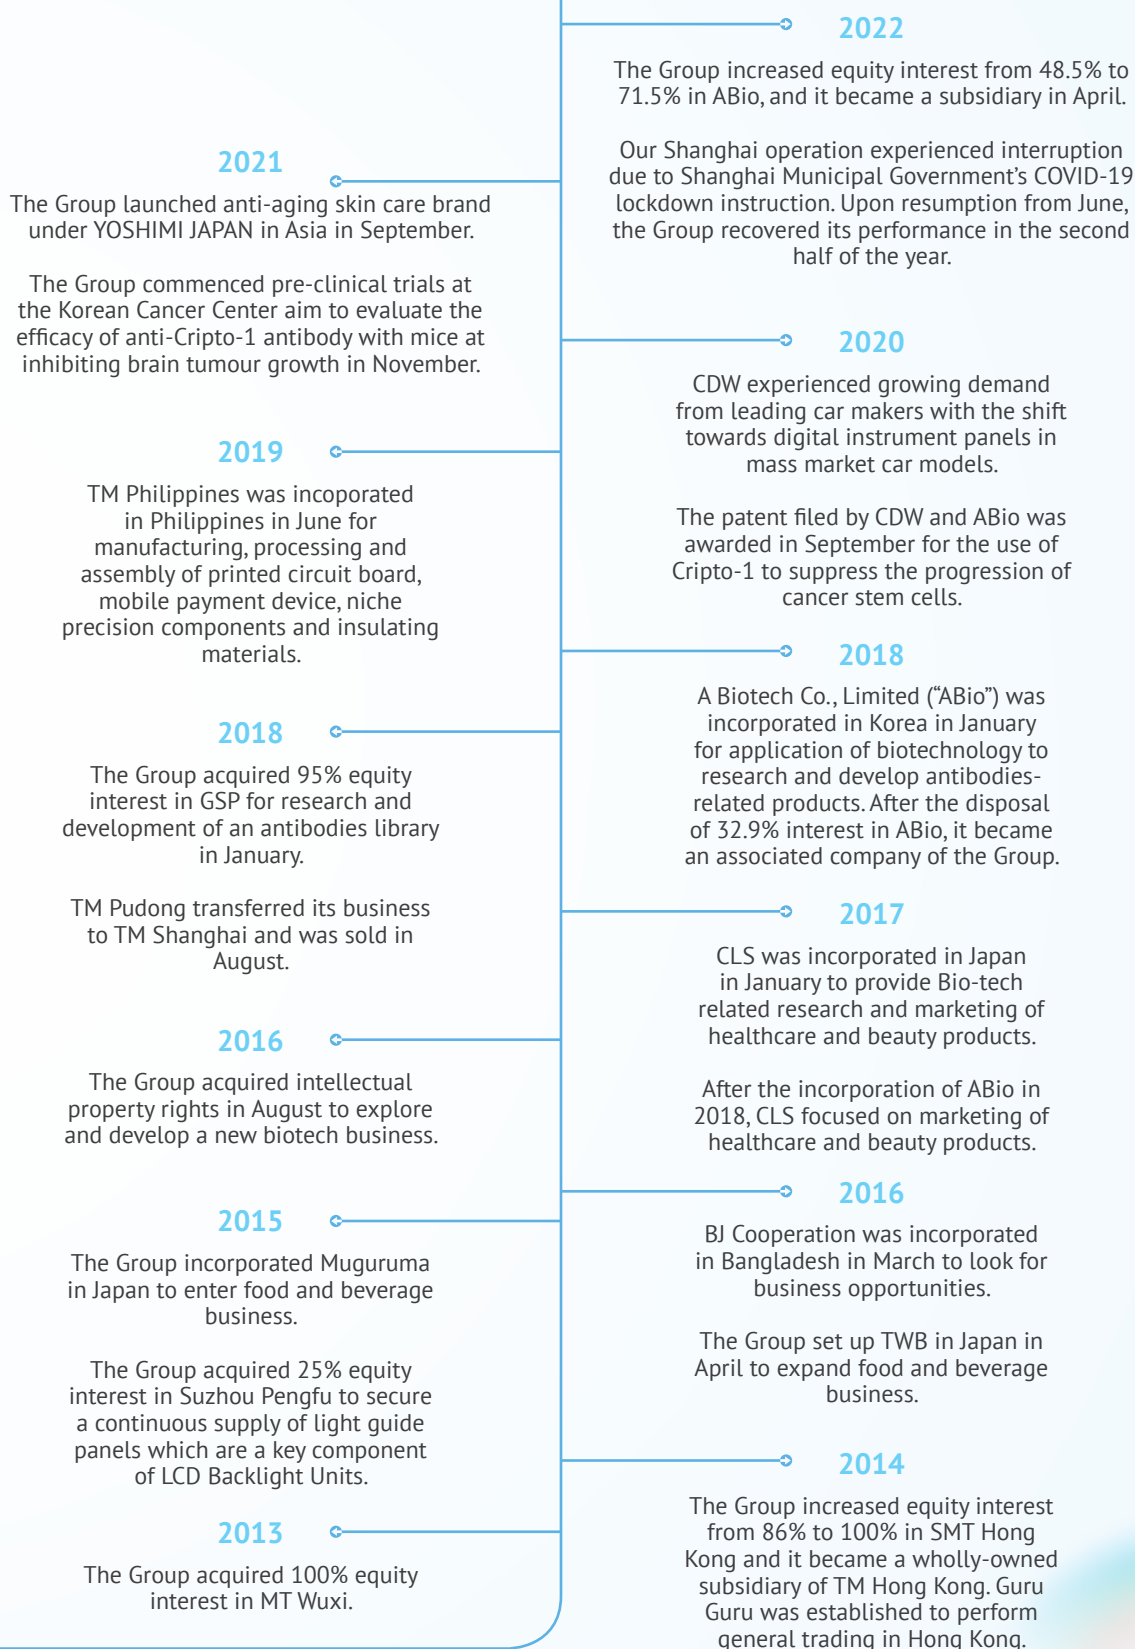 2022
The Group increased equity interest from 48.5% to
71.5% in ABio, and it became a subsidiary in April.
Our Shanghai operation experienced interruption
due to Shanghai Municipal Government’s COVID-19
lockdown instruction. Upon resumption from June,
the Group recovered its performance in the second
half of the year.
2021
The Group launched anti-aging skin care brand
under YOSHIMI JAPAN in Asia in September.
The Group commenced pre-clinical trials at
the Korean Cancer Center aim to evaluate the
efficacy of anti-Cripto-1 antibody with mice at
inhibiting brain tumour growth in November.
2020
CDW experienced growing demand
from leading car makers with the shift
towards digital instrument panels in
mass market car models.
The patent filed by CDW and ABio was
awarded in September for the use of
Cripto-1 to suppress the progression of
cancer stem cells.
2019
TM Philippines was incoporated
in Philippines in June for
manufacturing, processing and
assembly of printed circuit board,
mobile payment device, niche
precision components and insulating
materials.
2018
A Biotech Co., Limited (“ABio”) was
incorporated in Korea in January
for application of biotechnology to
research and develop antibodies-
related products. After the disposal
of 32.9% interest in ABio, it became
an associated company of the Group.
2018
The Group acquired 95% equity
interest in GSP for research and
development of an antibodies library
in January.
TM Pudong transferred its business
to TM Shanghai and was sold in
August.
2017
CLS was incorporated in Japan
in January to provide Bio-tech
related research and marketing of
healthcare and beauty products.
After the incorporation of ABio in
2018, CLS focused on marketing of
healthcare and beauty products.
2016
The Group acquired intellectual
property rights in August to explore
and develop a new biotech business.
2016
BJ Cooperation was incorporated
in Bangladesh in March to look for
business opportunities.
The Group set up TWB in Japan in
April to expand food and beverage
business.
2015
The Group incorporated Muguruma
in Japan to enter food and beverage
business.
The Group acquired 25% equity
interest in Suzhou Pengfu to secure
a continuous supply of light guide
panels which are a key component
of LCD Backlight Units.
2014
The Group increased equity interest
from 86% to 100% in SMT Hong
Kong and it became a wholly-owned
subsidiary of TM Hong Kong. Guru
Guru was established to perform
general trading in Hong Kong.
2013
The Group acquired 100% equity
interest in MT Wuxi.